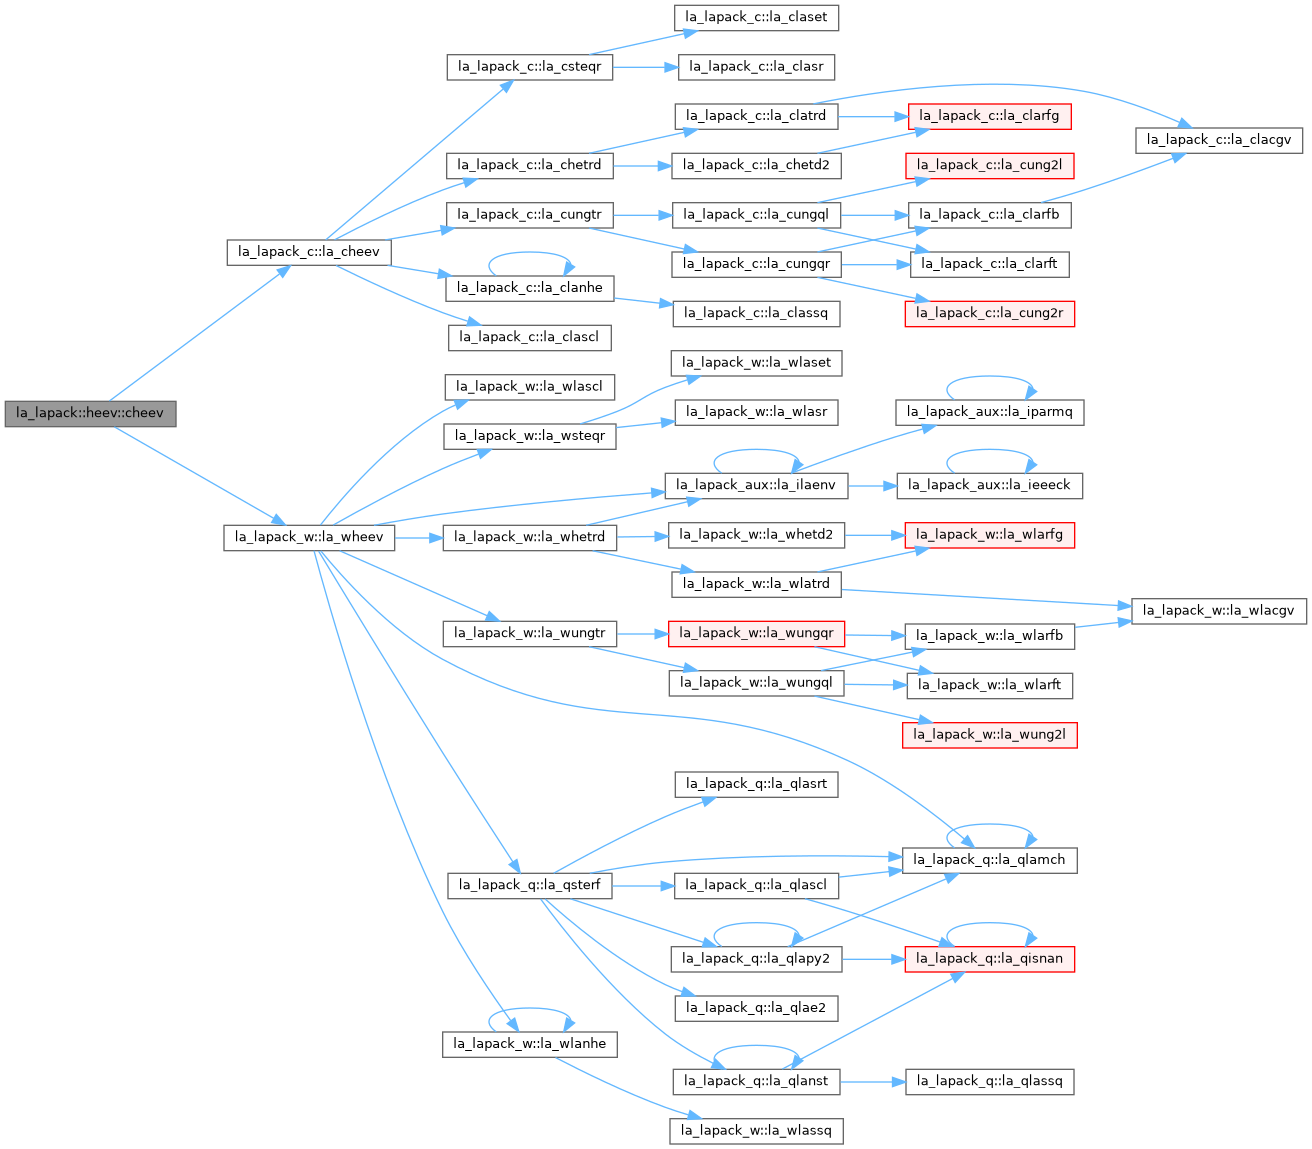 la_lapack::heev::cheev
la_lapack_c::la_cheev
la_lapack_c::la_csteqr
la_lapack_c::la_claset
la_lapack_c::la_clasr
la_lapack_c::la_chetrd
la_lapack_c::la_clatrd
la_lapack_c::la_chetd2
la_lapack_c::la_clarfg
la_lapack_c::la_clacgv
la_lapack_c::la_cungtr
la_lapack_c::la_cungql
la_lapack_c::la_cungqr
la_lapack_c::la_cung2l
la_lapack_c::la_clarfb
la_lapack_c::la_clarft
la_lapack_c::la_cung2r
la_lapack_c::la_clanhe
la_lapack_c::la_classq
la_lapack_c::la_clascl
la_lapack_w::la_wheev
la_lapack_w::la_wlascl
la_lapack_w::la_wsteqr
la_lapack_w::la_wlaset
la_lapack_w::la_wlasr
la_lapack_aux::la_ilaenv
la_lapack_aux::la_iparmq
la_lapack_aux::la_ieeeck
la_lapack_w::la_whetrd
la_lapack_w::la_whetd2
la_lapack_w::la_wlatrd
la_lapack_w::la_wlarfg
la_lapack_w::la_wlacgv
la_lapack_w::la_wungtr
la_lapack_w::la_wungqr
la_lapack_w::la_wungql
la_lapack_w::la_wlarfb
la_lapack_w::la_wlarft
la_lapack_w::la_wung2l
la_lapack_q::la_qsterf
la_lapack_q::la_qlasrt
la_lapack_q::la_qlamch
la_lapack_q::la_qlascl
la_lapack_q::la_qlapy2
la_lapack_q::la_qisnan
la_lapack_q::la_qlae2
la_lapack_q::la_qlanst
la_lapack_q::la_qlassq
la_lapack_w::la_wlanhe
la_lapack_w::la_wlassq